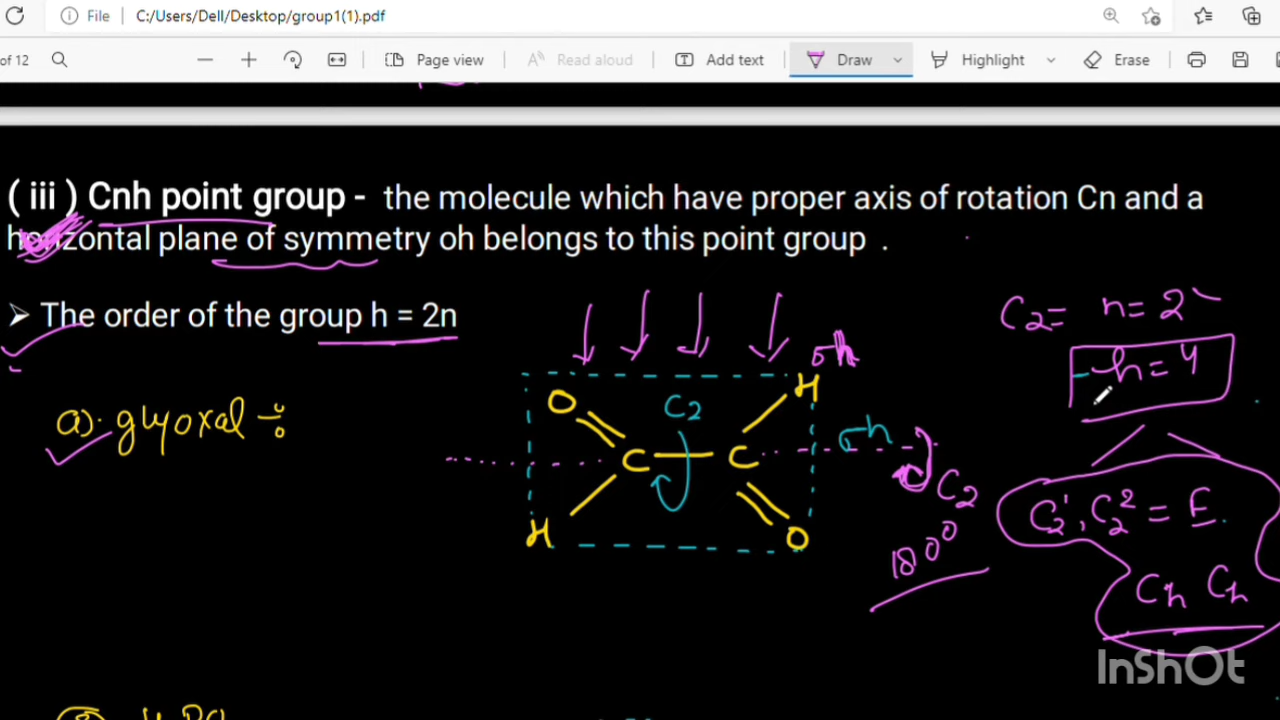 File C:/Users/Dell/Desktop/group1(1).pdf
of 12 Page view Read aloud Add text Draw Highlight Erase
( iii ) Cnh point group - the molecule which have proper axis of rotation Cn and a
horizontal plane of symmetry σh belongs to this point group .
➤ The order of the group h = 2n
C2= n=2
h=4
a). glyoxal
σh
O H
C2
σh
C C
C2
H O
180°
C2¹, C2² = E
Ch Ch
InShOt